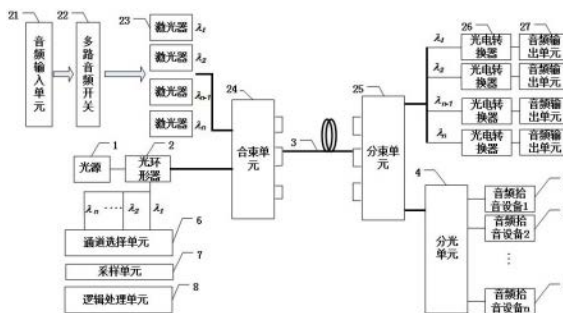 21
22
23
音频输入单元
多路音频开关
激光器
λ1
激光器
λ2
激光器
λn-1
激光器
λn
24
合束单元
1
光源
2
光环形器
λn
λ2
λ1
6
通道选择单元
7
采样单元
8
逻辑处理单元
3
25
分束单元
26
27
λ1
光电转换器
音频输出单元
λ2
光电转换器
音频输出单元
λn-1
光电转换器
音频输出单元
λn
光电转换器
音频输出单元
4
分光单元
音频拾音设备1
音频拾音设备2
音频拾音设备n